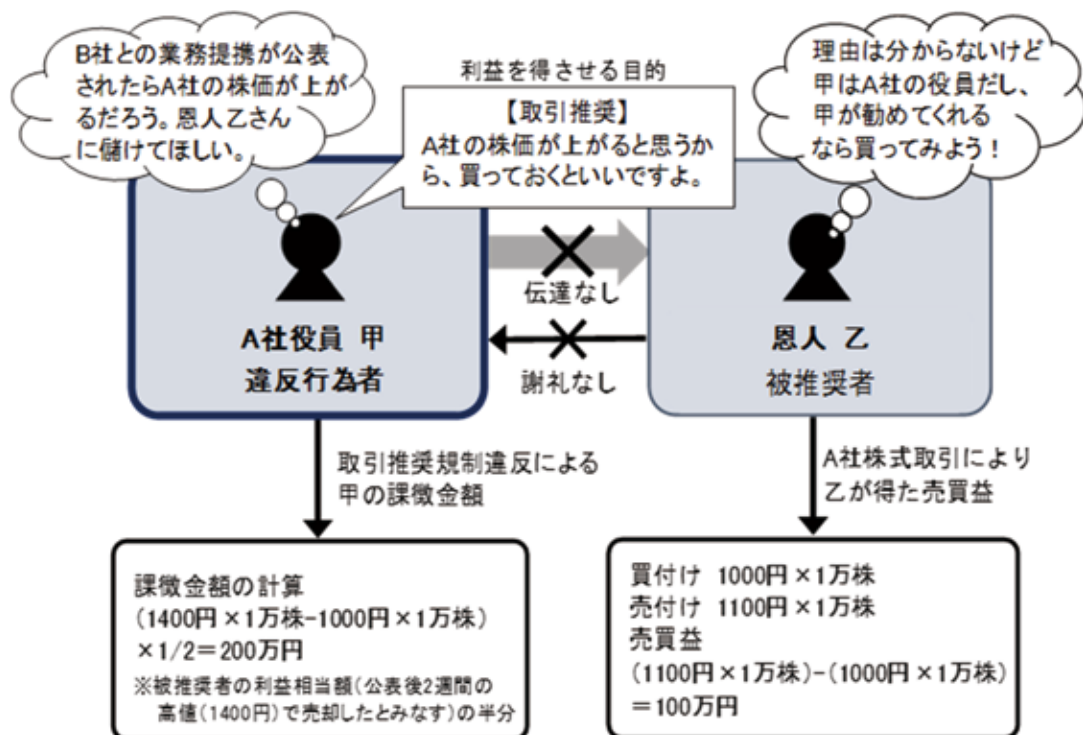 B社との業務提携が公表
されたらA社の株価が上が
るだろう。恩人乙さん
に儲けてほしい。
利益を得させる目的
【取引推奨】
A社の株価が上がると思うか
ら、買っておくといいですよ。
理由は分からないけど
甲はA社の役員だし、
甲が勧めてくれる
なら買ってみよう！
伝達なし
謝礼なし
A社役員 甲
違反行為者
恩人 乙
被推奨者
取引推奨規制違反による
甲の課徴金額
A社株式取引により
乙が得た売買益
課徴金額の計算
(1400円×1万株-1000円×1万株)
×1/2=200万円
※被推奨者の利益相当額(公表後2週間の
高値(1400円)で売却したとみなす)の半分
買付け 1000円×1万株
売付け 1100円×1万株
売買益
(1100円×1万株)-(1000円×1万株)
=100万円